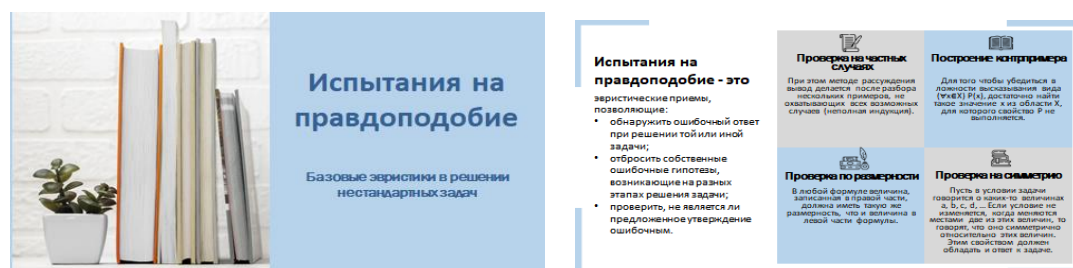 Испытания на
правдоподобие
Базовые эвристики в решении
нестандартных задач
Испытания на
правдоподобие - это
эвристические приемы,
позволяющие:
• обнаружить ошибочный ответ
при решении той или иной
задачи;
• отбросить собственные
ошибочные гипотезы,
возникающие на разных
этапах решения задачи;
• проверить, не является ли
предложенное утверждение
ошибочным.
Проверка на частных
случаях
При этом методе рассуждения
вывод делается после разбора
нескольких примеров, не
охватывающих всех возможных
случаев (неполная индукция).
Построение контрпримера
Для того чтобы убедиться в
ложности высказывания вида
(∀x∈X) P(x), достаточно найти
такое значение x из области X,
для которого свойство P не
выполняется.
Проверка по размерности
В любой формуле величина,
записанная в правой части,
должна иметь такую же
размерность, что и величина в
левой части формулы.
Проверка на симметрию
Пусть в условии задачи
говорится о каких-то величинах
a, b, c, d, ... Если условие не
изменяется, когда меняются
местами две из этих величин, то
говорят, что оно симметрично
относительно этих величин.
Этим свойством должен
обладать и ответ к задаче.